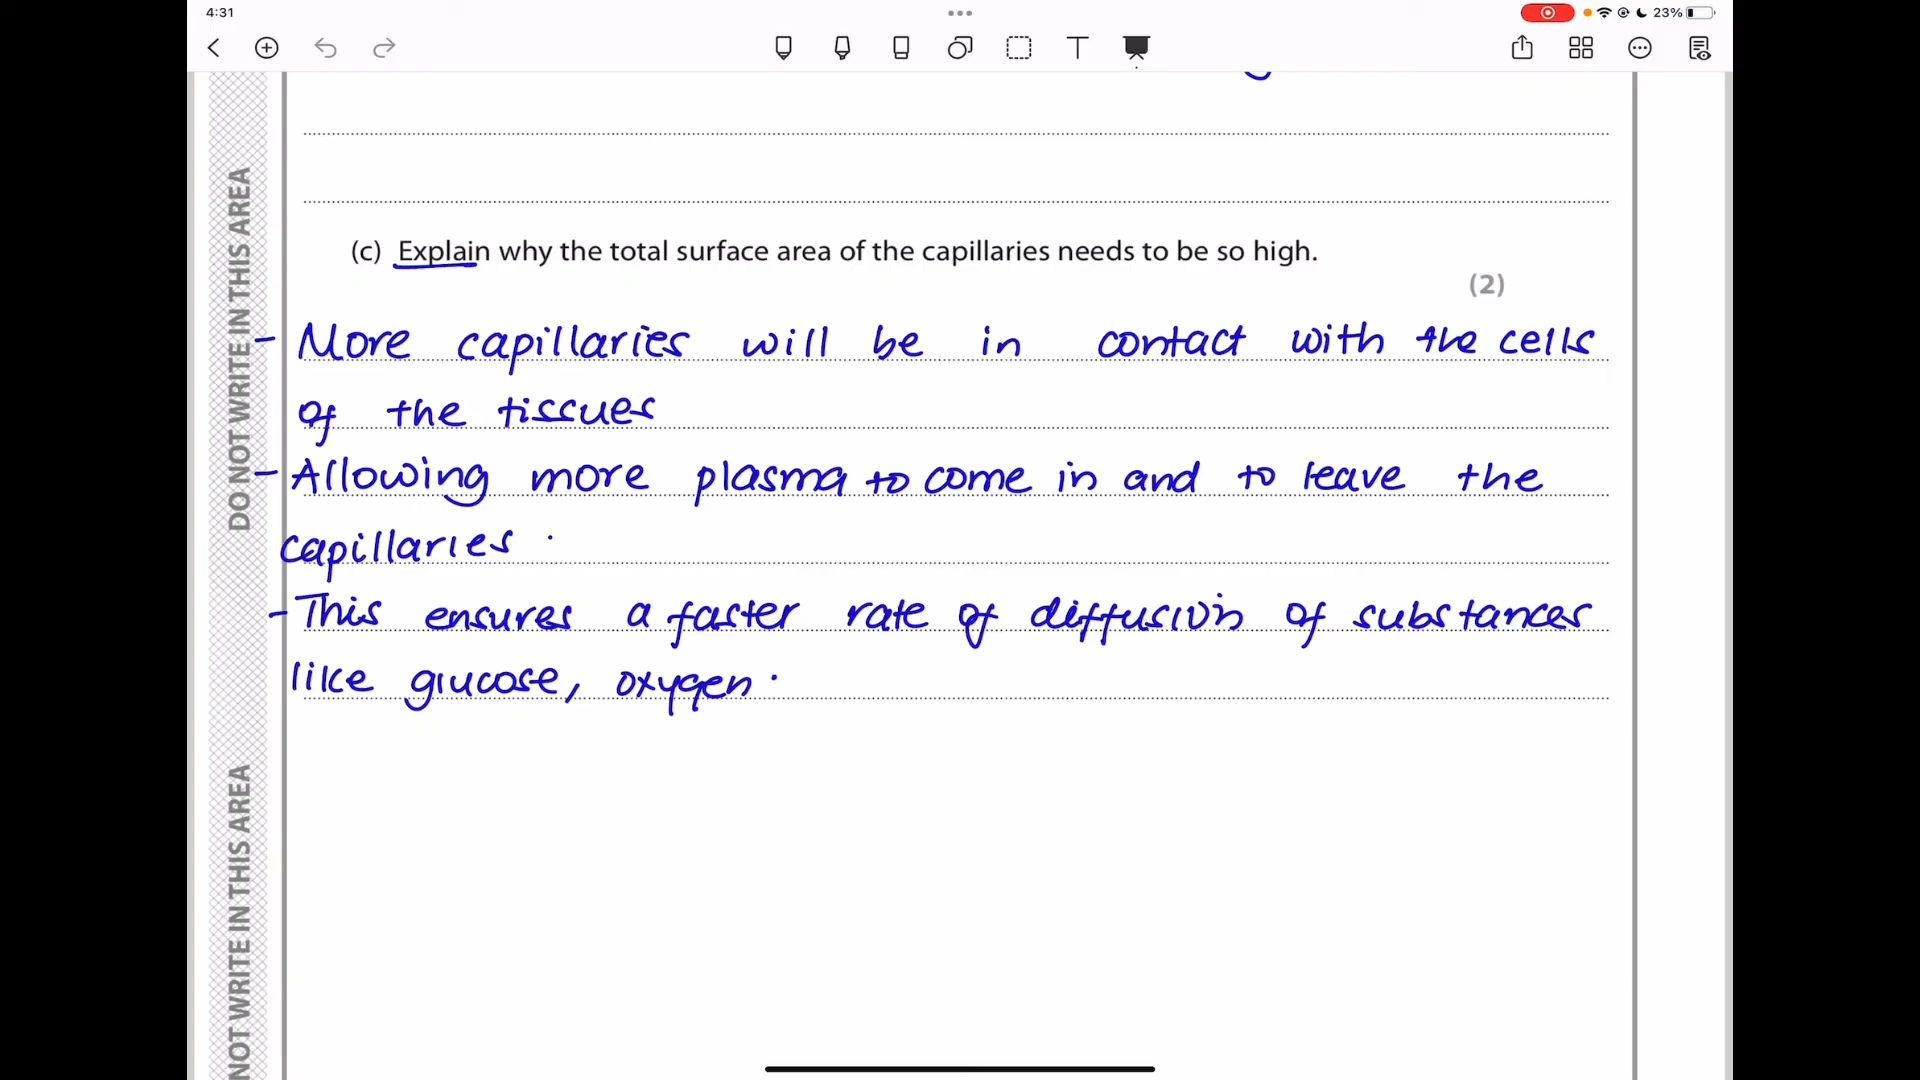 4:31
23%
(c) Explain why the total surface area of the capillaries needs to be so high.
(2)
- More capillaries will be in contact with the cells
of the tissues
- Allowing more plasma to come in and to leave the
capillaries.
- This ensures a faster rate of diffusion of substances
like glucose, oxygen.
DO NOT WRITE IN THIS AREA
NOT WRITE IN THIS AREA